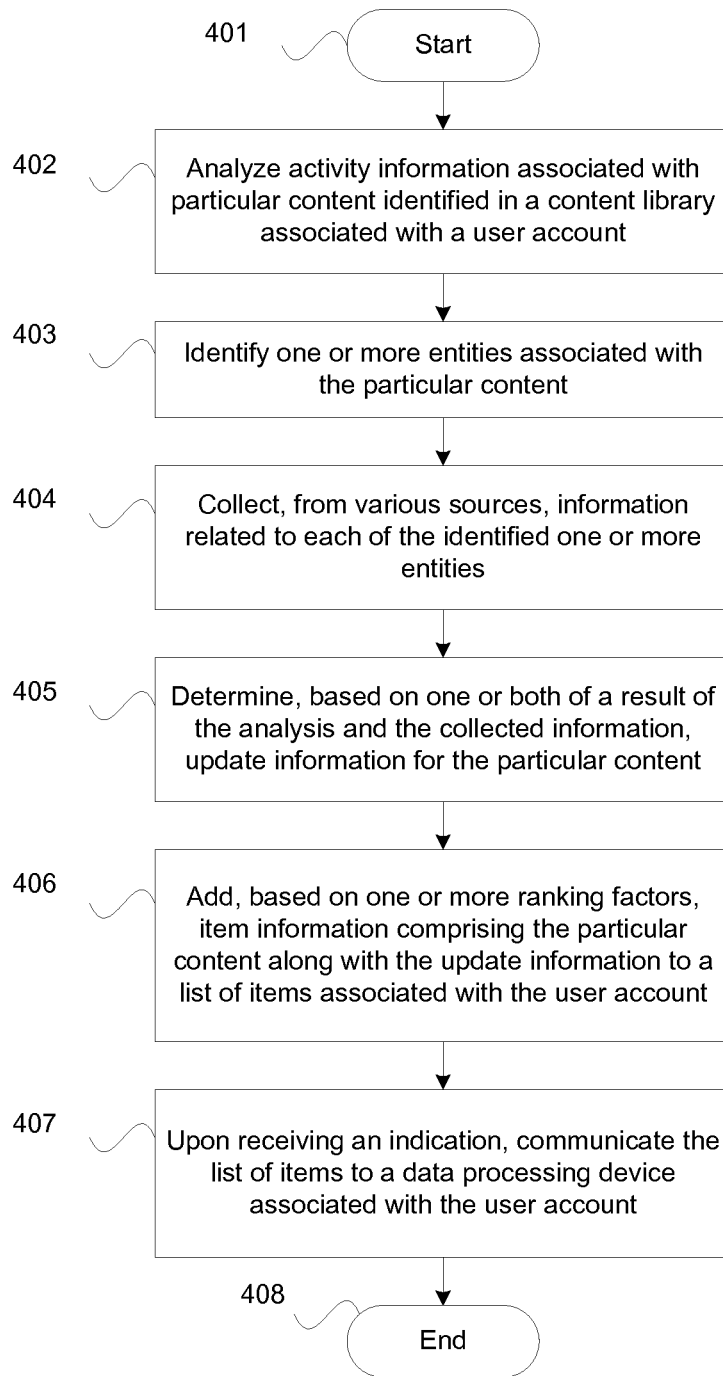 401
Start
402
Analyze activity information associated with
particular content identified in a content library
associated with a user account
403
Identify one or more entities associated with
the particular content
404
Collect, from various sources, information
related to each of the identified one or more
entities
405
Determine, based on one or both of a result of
the analysis and the collected information,
update information for the particular content
406
Add, based on one or more ranking factors,
item information comprising the particular
content along with the update information to a
list of items associated with the user account
407
Upon receiving an indication, communicate the
list of items to a data processing device
associated with the user account
408
End